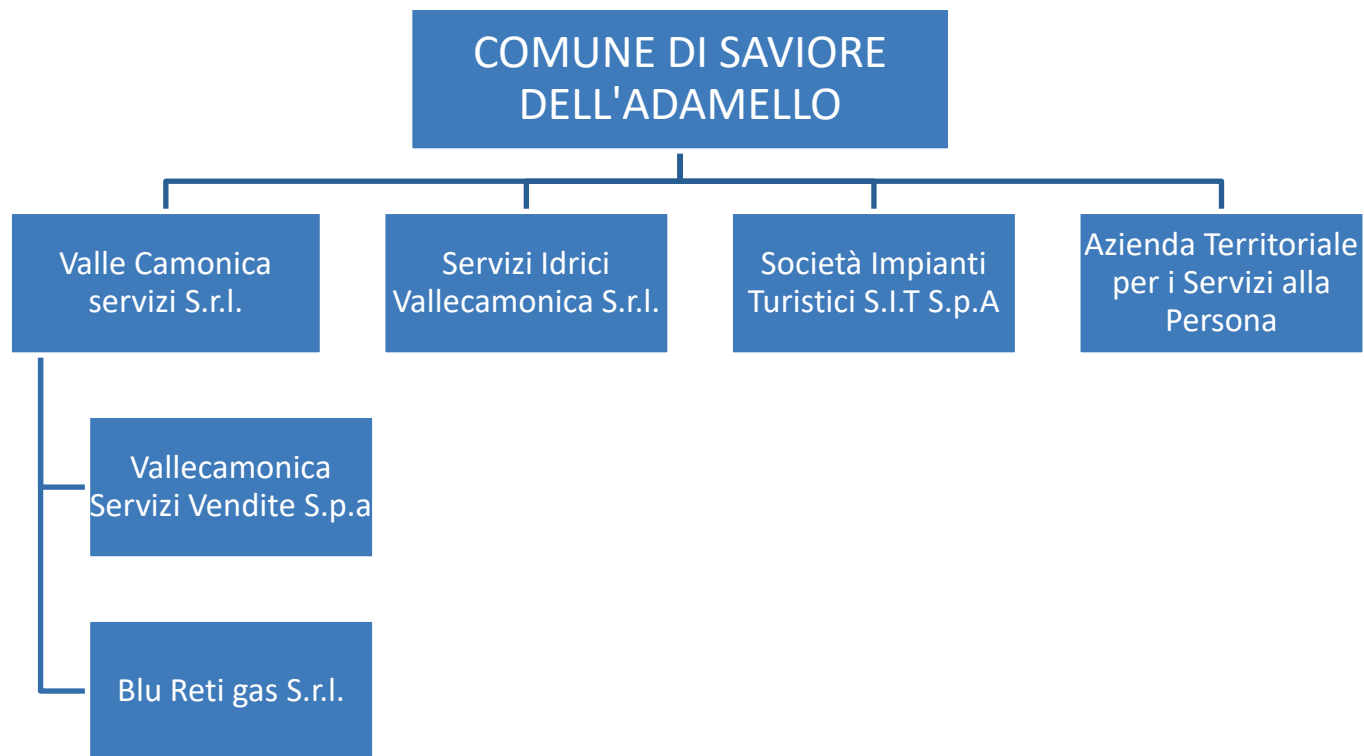 COMUNE DI SAVIORE
DELL'ADAMELLO
Valle Camonica
servizi S.r.l.
Servizi Idrici
Vallecamonica S.r.l.
Società Impianti
Turistici S.I.T S.p.A
Azienda Territoriale
per i Servizi alla
Persona
Vallecamonica
Servizi Vendite S.p.a
Blu Reti gas S.r.l.